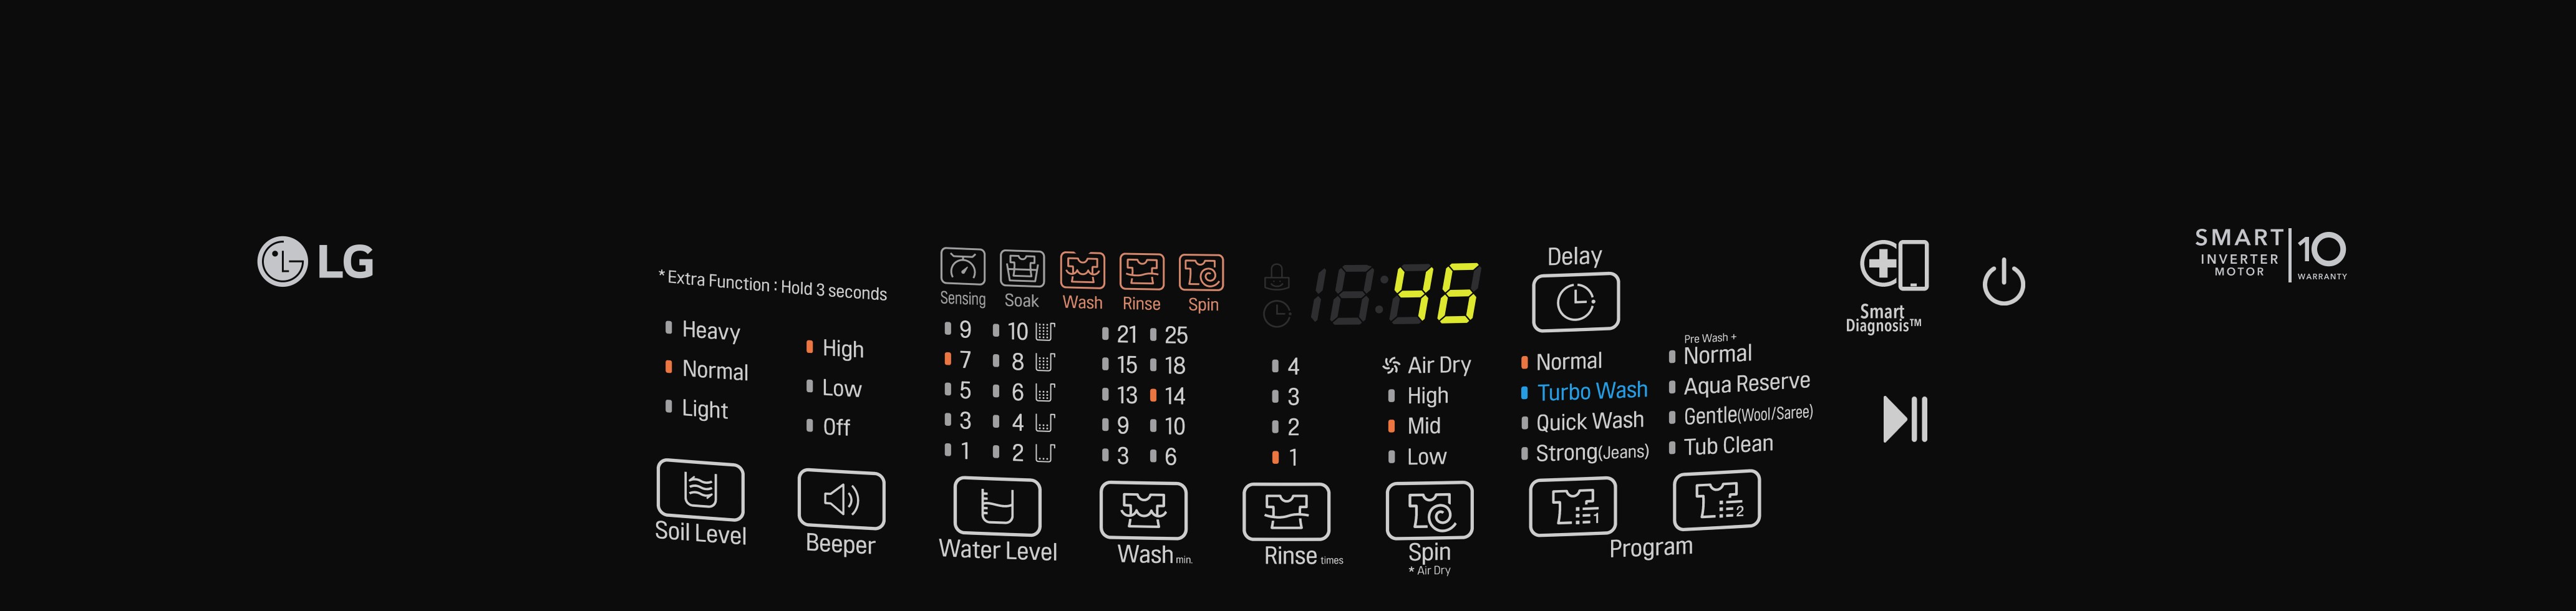 LG
* Extra Function : Hold 3 seconds
Heavy
Normal
Light
Soil Level
High
Low
Off
Beeper
Sensing
Soak
Wash
Rinse
Spin
9 10
7 8
5 6
3 4
1 2
Water Level
21 25
15 18
13 14
9 10
3 6
Wash min.
18:46
4
3
2
1
Rinse times
Air Dry
High
Mid
Low
Spin
* Air Dry
Delay
Normal
Turbo Wash
Quick Wash
Strong(Jeans)
1
Pre Wash +
Normal
Aqua Reserve
Gentle(Wool/Saree)
Tub Clean
2
Program
Smart
Diagnosis™
SMART
INVERTER
MOTOR
10
WARRANTY